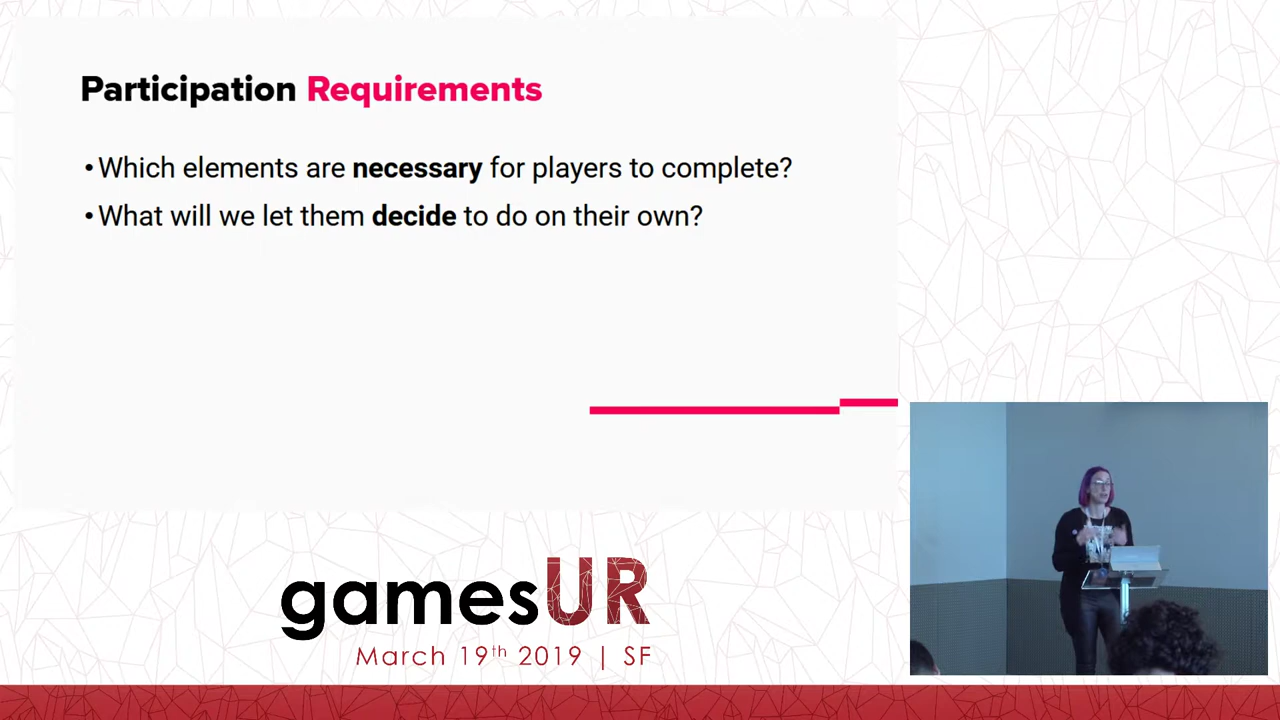 Participation Requirements
• Which elements are necessary for players to complete?
• What will we let them decide to do on their own?
gamesUR
March 19th 2019 | SF